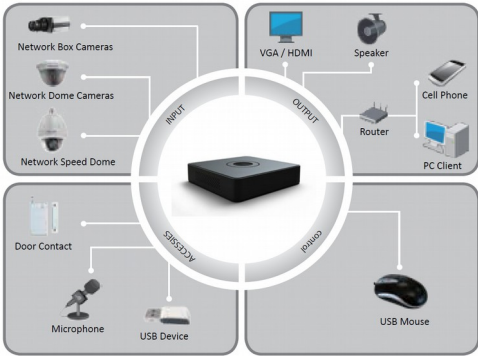 Network Box Cameras
Network Dome Cameras
Network Speed Dome
INPUT
VGA / HDMI
Speaker
Cell Phone
Router
PC Client
OUTPUT
Door Contact
Microphone
USB Device
ACCESSIES
control
USB Mouse